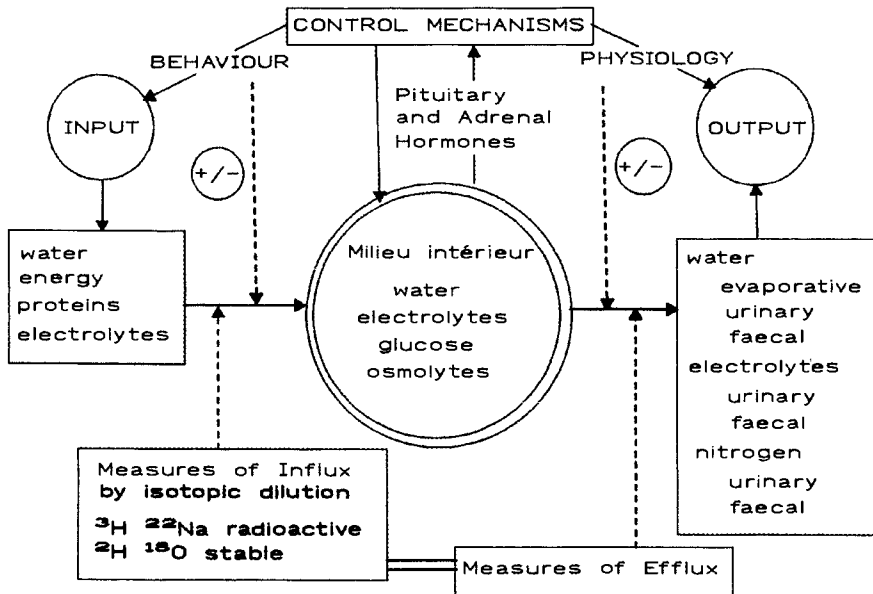 CONTROL MECHANISMS
BEHAVIOUR
PHYSIOLOGY
INPUT
Pituitary
and Adrenal
Hormones
OUTPUT
+/-
+/-
water
energy
proteins
electrolytes
Milieu intérieur
water
electrolytes
glucose
osmolytes
water
evaporative
urinary
faecal
electrolytes
urinary
faecal
nitrogen
urinary
faecal
Measures of Influx
by isotopic dilution
³H ²²Na radioactive
²H ¹⁸O stable
Measures of Efflux